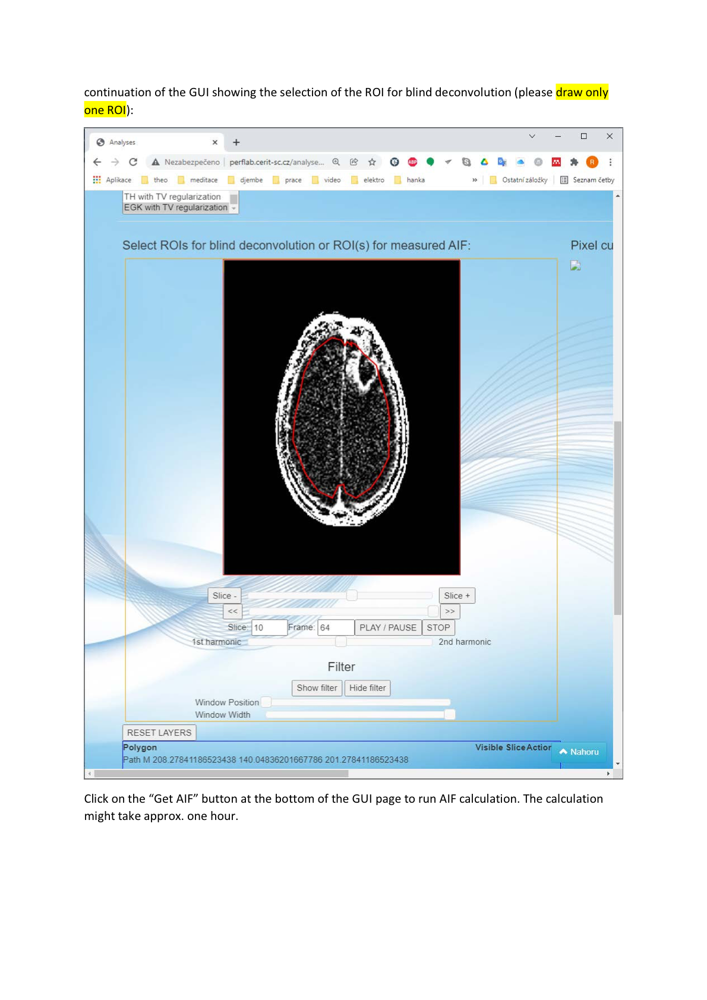 continuation of the GUI showing the selection of the ROI for blind deconvolution (please draw only
one ROI):
Analyses
Nezabezpečeno | perflab.cerit-sc.cz/analyse...
ABP
R
Aplikace theo meditace djembe prace video elektro hanka » Ostatní záložky Seznam četby
TH with TV regularization
EGK with TV regularization
Select ROIs for blind deconvolution or ROI(s) for measured AIF:
Pixel cu
Slice - Slice +
<< >>
Slice: 10 Frame: 64 PLAY / PAUSE STOP
1st harmonic 2nd harmonic
Filter
Show filter Hide filter
Window Position
Window Width
RESET LAYERS
Polygon Visible Slice Action
Nahoru
Path M 208.27841186523438 140.04836201667786 201.27841186523438
Click on the “Get AIF” button at the bottom of the GUI page to run AIF calculation. The calculation
might take approx. one hour.